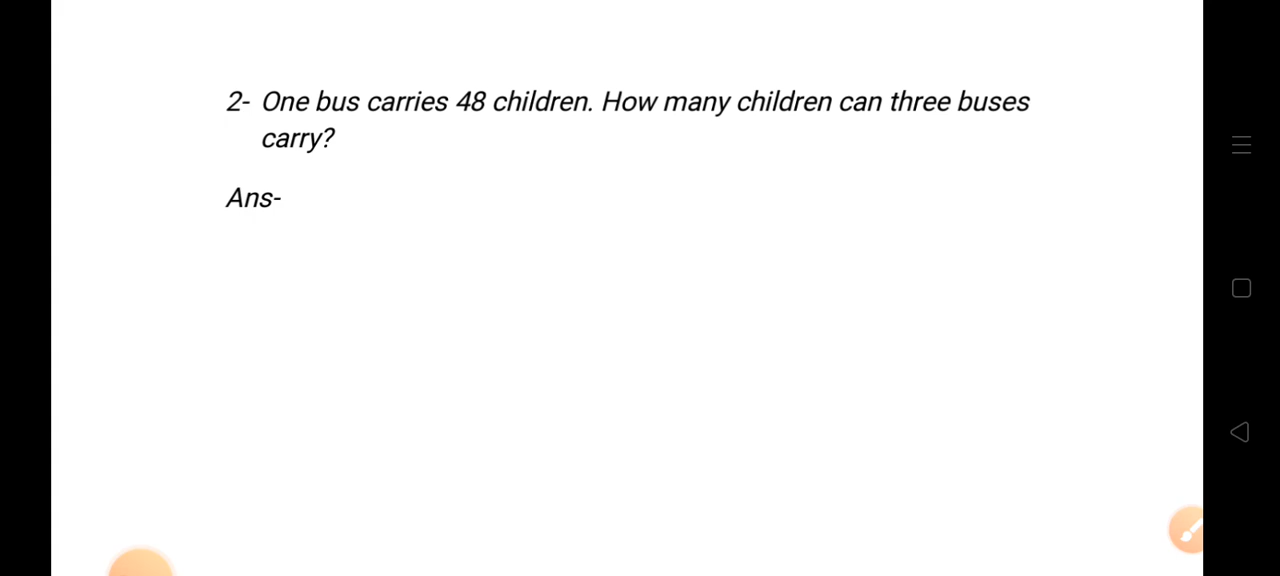 2- One bus carries 48 children. How many children can three buses
carry?
Ans-